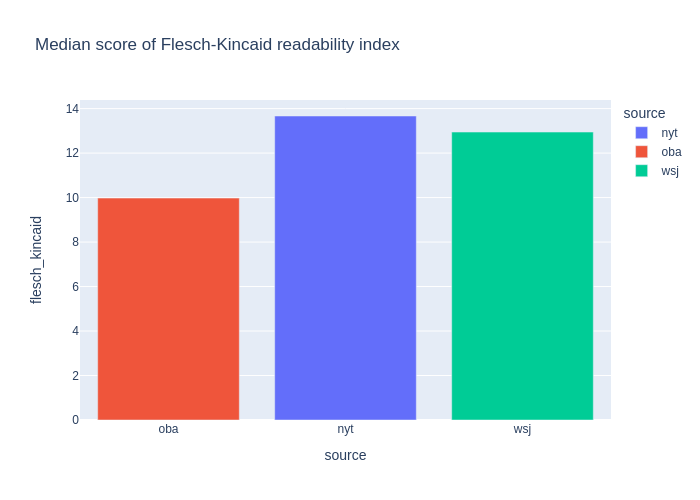 Median score of Flesch-Kincaid readability index
flesch_kincaid
14
12
10
8
6
4
2
0
oba
nyt
wsj
source
source
nyt
oba
wsj